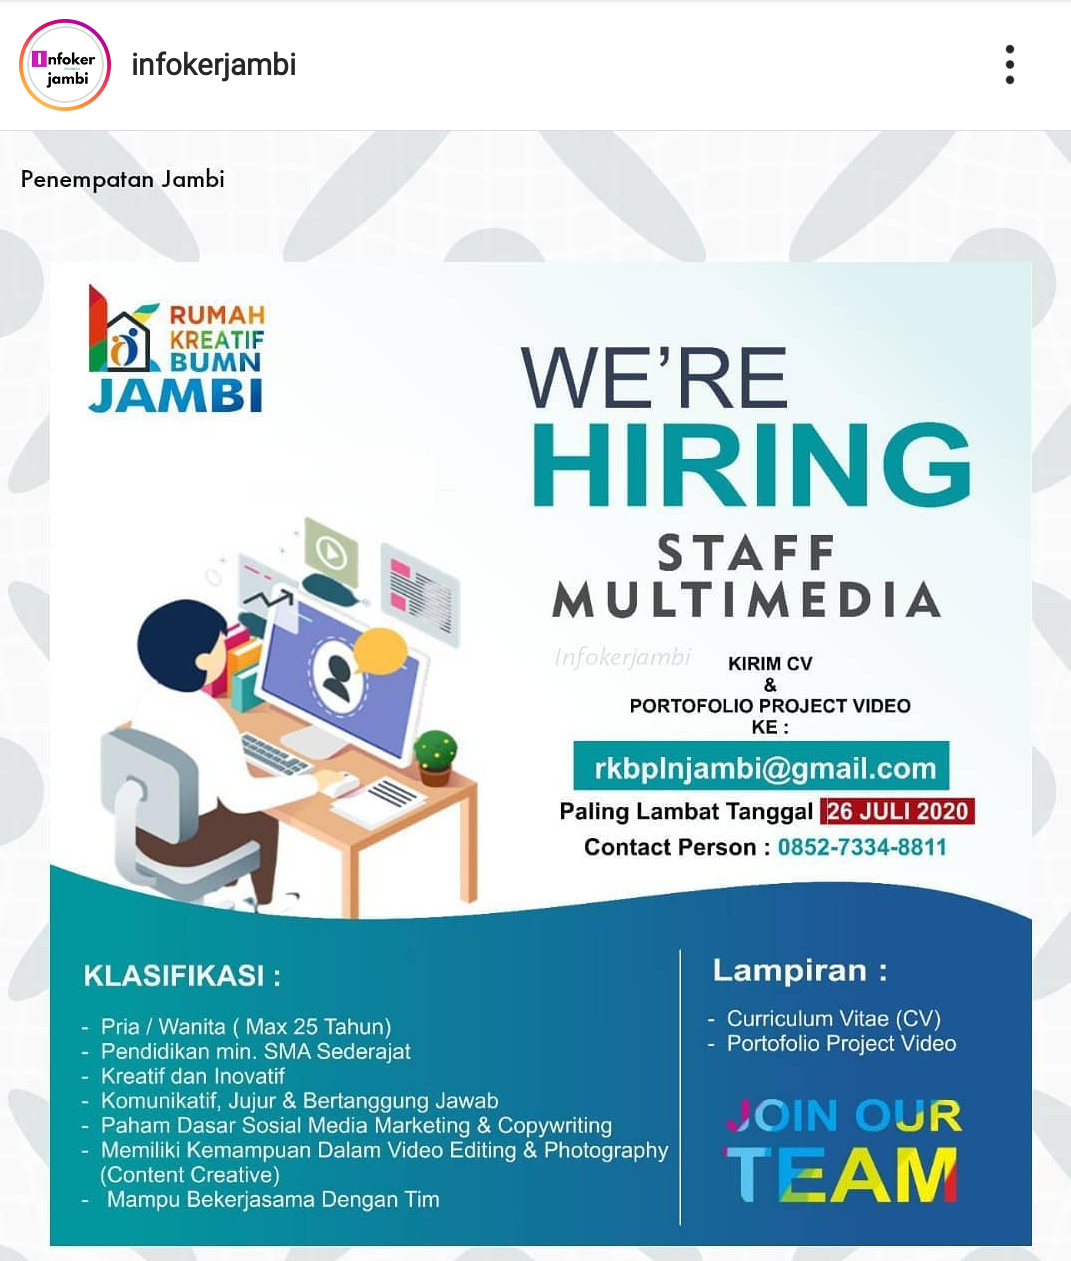 Infoker
jambi
infokerjambi
Penempatan Jambi
RUMAH
KREATIF
BUMN
JAMBI
WE'RE
HIRING
STAFF
MULTIMEDIA
Infokerjambi
KIRIM CV
&
PORTOFOLIO PROJECT VIDEO
KE :
rkbplnjambi@gmail.com
Paling Lambat Tanggal 26 JULI 2020
Contact Person : 0852-7334-8811
KLASIFIKASI :
- Pria / Wanita ( Max 25 Tahun)
- Pendidikan min. SMA Sederajat
- Kreatif dan Inovatif
- Komunikatif, Jujur & Bertanggung Jawab
- Paham Dasar Sosial Media Marketing & Copywriting
- Memiliki Kemampuan Dalam Video Editing & Photography
(Content Creative)
- Mampu Bekerjasama Dengan Tim
Lampiran :
- Curriculum Vitae (CV)
- Portofolio Project Video
JOIN OUR
TEAM